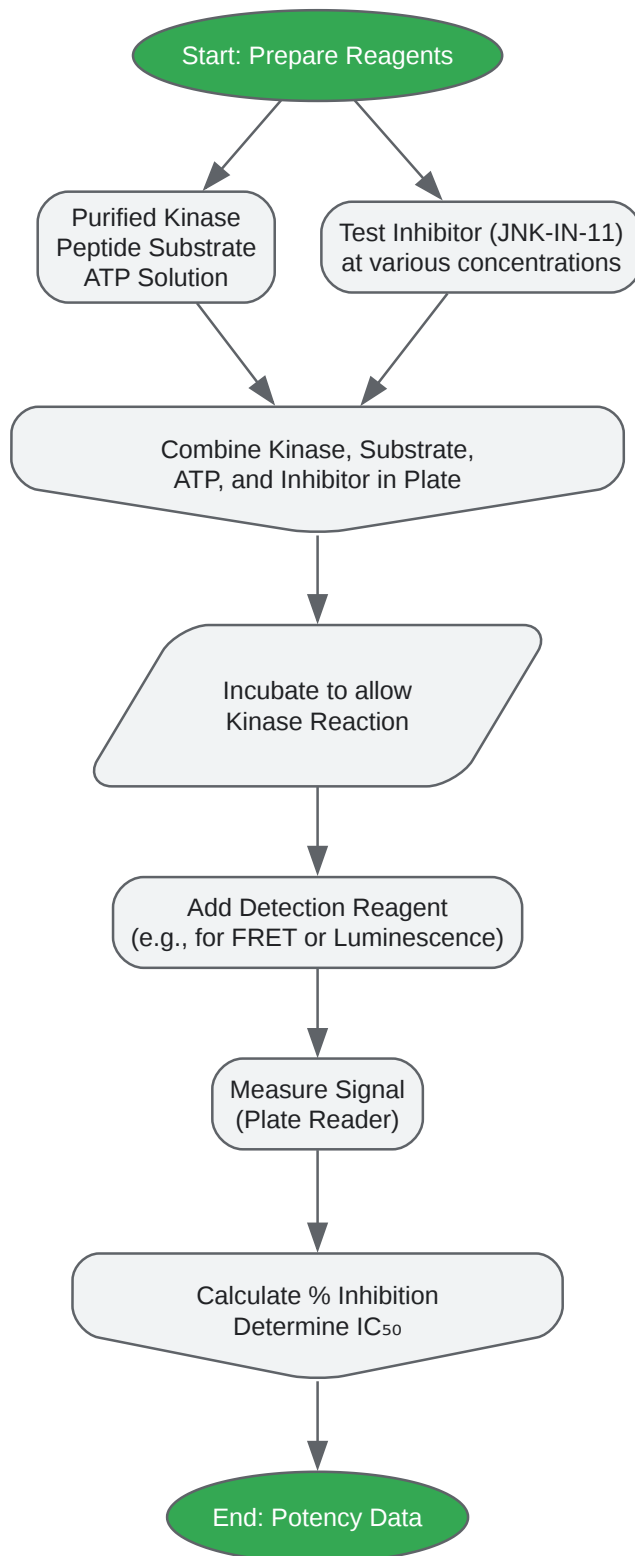 Start: Prepare Reagents
Purified Kinase
Peptide Substrate
ATP Solution
Test Inhibitor (JNK-IN-11)
at various concentrations
Combine Kinase, Substrate,
ATP, and Inhibitor in Plate
Incubate to allow
Kinase Reaction
Add Detection Reagent
(e.g., for FRET or Luminescence)
Measure Signal
(Plate Reader)
Calculate % Inhibition
Determine IC₅₀
End: Potency Data